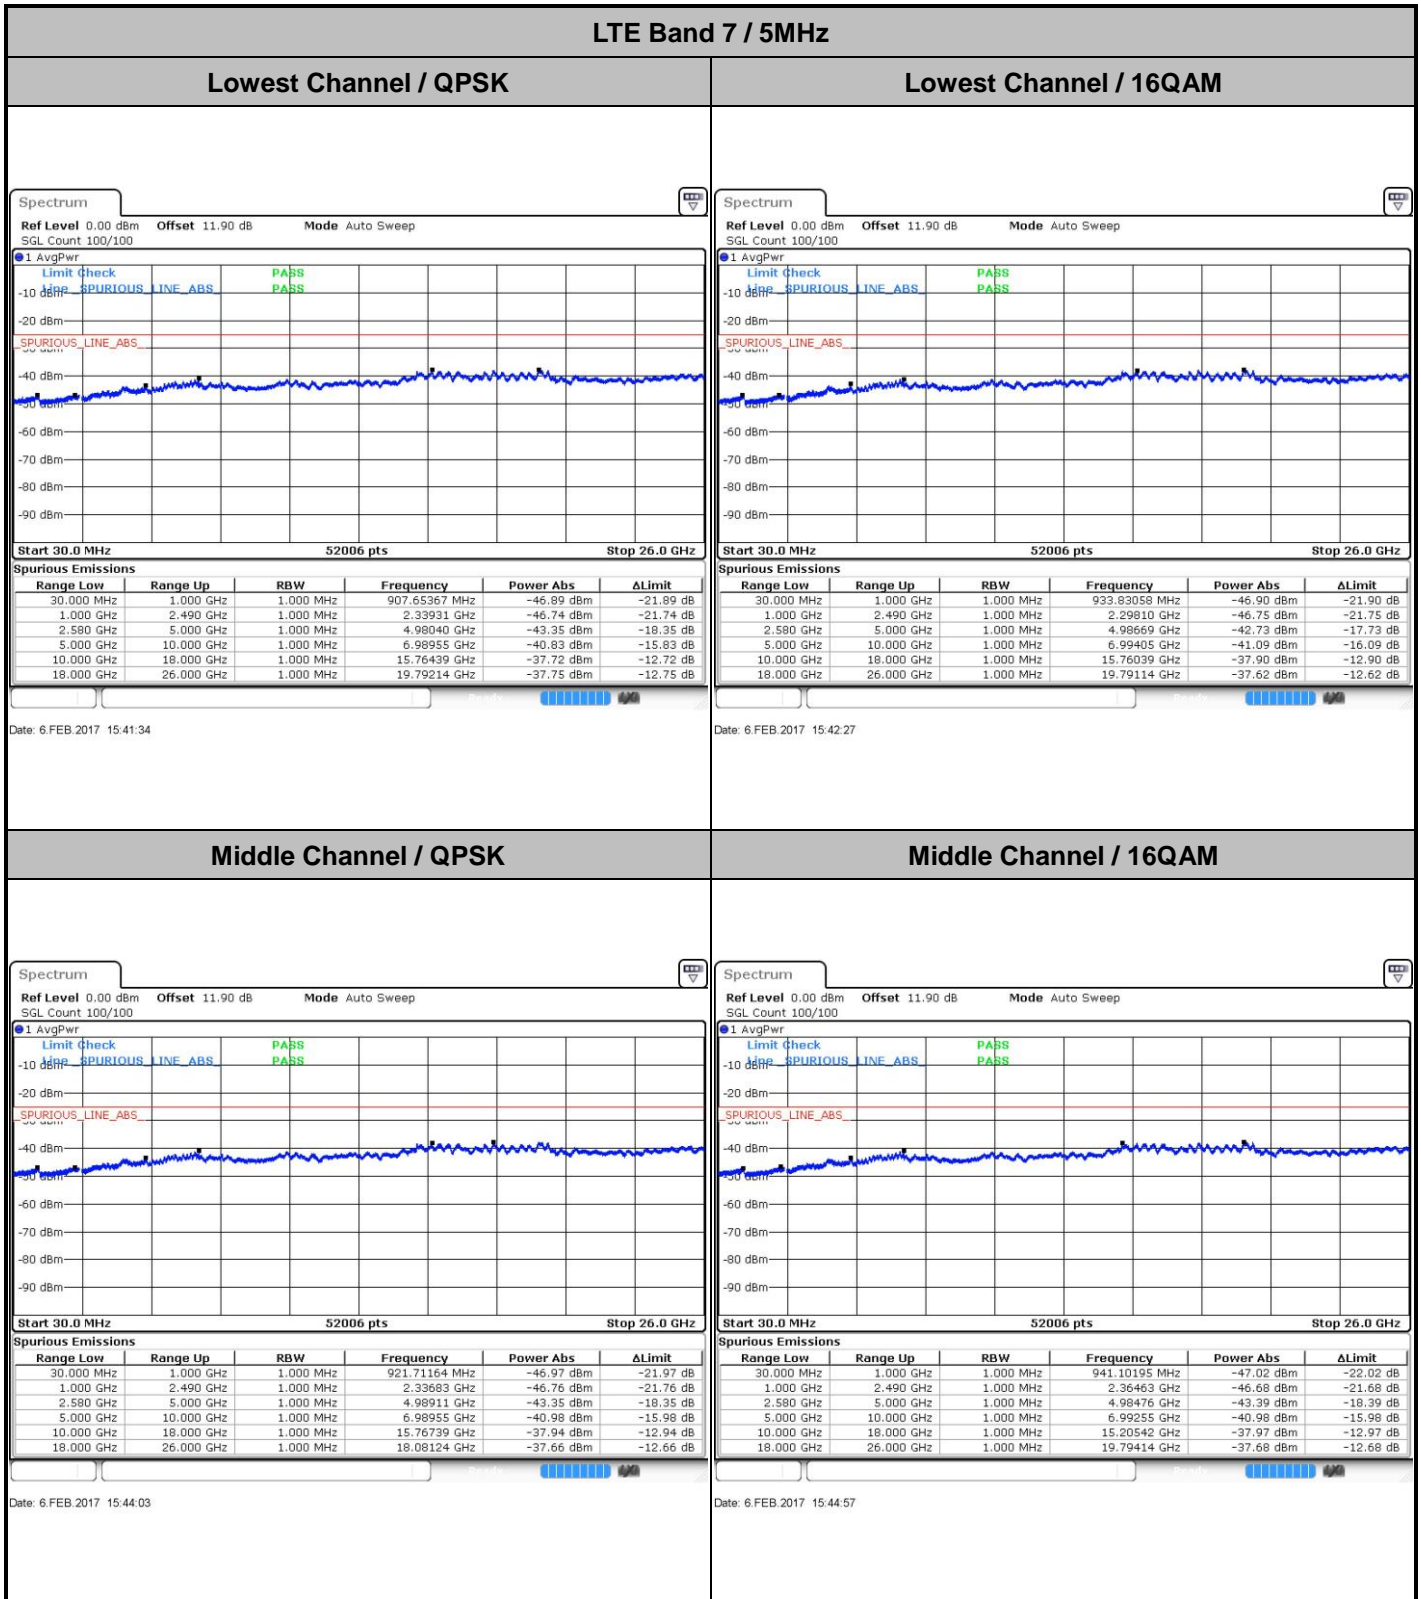 LTE Band 7 / 5MHz
Lowest Channel / QPSK
Lowest Channel / 16QAM
Spectrum
Ref Level 0.00 dBm Offset 11.90 dB Mode Auto Sweep
SGL Count 100/100
1 AvgPwr
Limit Check PASS
Line _SPURIOUS_LINE_ABS_ PASS
-10 dBm
-20 dBm
_SPURIOUS_LINE_ABS_
-40 dBm
-50 dBm
-60 dBm
-70 dBm
-80 dBm
-90 dBm
Start 30.0 MHz 52006 pts Stop 26.0 GHz
Spurious Emissions
Range Low Range Up RBW Frequency Power Abs ΔLimit
30.000 MHz 1.000 GHz 1.000 MHz 907.65367 MHz -46.89 dBm -21.89 dB
1.000 GHz 2.490 GHz 1.000 MHz 2.33931 GHz -46.74 dBm -21.74 dB
2.580 GHz 5.000 GHz 1.000 MHz 4.98040 GHz -43.35 dBm -18.35 dB
5.000 GHz 10.000 GHz 1.000 MHz 6.98955 GHz -40.83 dBm -15.83 dB
10.000 GHz 18.000 GHz 1.000 MHz 15.76439 GHz -37.72 dBm -12.72 dB
18.000 GHz 26.000 GHz 1.000 MHz 19.79214 GHz -37.75 dBm -12.75 dB
Date: 6.FEB.2017 15:41:34
Spectrum
Ref Level 0.00 dBm Offset 11.90 dB Mode Auto Sweep
SGL Count 100/100
1 AvgPwr
Limit Check PASS
Line _SPURIOUS_LINE_ABS_ PASS
-10 dBm
-20 dBm
_SPURIOUS_LINE_ABS_
-40 dBm
-50 dBm
-60 dBm
-70 dBm
-80 dBm
-90 dBm
Start 30.0 MHz 52006 pts Stop 26.0 GHz
Spurious Emissions
Range Low Range Up RBW Frequency Power Abs ΔLimit
30.000 MHz 1.000 GHz 1.000 MHz 933.83058 MHz -46.90 dBm -21.90 dB
1.000 GHz 2.490 GHz 1.000 MHz 2.29810 GHz -46.75 dBm -21.75 dB
2.580 GHz 5.000 GHz 1.000 MHz 4.98669 GHz -42.73 dBm -17.73 dB
5.000 GHz 10.000 GHz 1.000 MHz 6.99405 GHz -41.09 dBm -16.09 dB
10.000 GHz 18.000 GHz 1.000 MHz 15.76039 GHz -37.90 dBm -12.90 dB
18.000 GHz 26.000 GHz 1.000 MHz 19.79114 GHz -37.62 dBm -12.62 dB
Date: 6.FEB.2017 15:42:27
Middle Channel / QPSK
Middle Channel / 16QAM
Spectrum
Ref Level 0.00 dBm Offset 11.90 dB Mode Auto Sweep
SGL Count 100/100
1 AvgPwr
Limit Check PASS
Line _SPURIOUS_LINE_ABS_ PASS
-10 dBm
-20 dBm
_SPURIOUS_LINE_ABS_
-40 dBm
-50 dBm
-60 dBm
-70 dBm
-80 dBm
-90 dBm
Start 30.0 MHz 52006 pts Stop 26.0 GHz
Spurious Emissions
Range Low Range Up RBW Frequency Power Abs ΔLimit
30.000 MHz 1.000 GHz 1.000 MHz 921.71164 MHz -46.97 dBm -21.97 dB
1.000 GHz 2.490 GHz 1.000 MHz 2.33683 GHz -46.76 dBm -21.76 dB
2.580 GHz 5.000 GHz 1.000 MHz 4.98911 GHz -43.35 dBm -18.35 dB
5.000 GHz 10.000 GHz 1.000 MHz 6.98955 GHz -40.98 dBm -15.98 dB
10.000 GHz 18.000 GHz 1.000 MHz 15.76739 GHz -37.94 dBm -12.94 dB
18.000 GHz 26.000 GHz 1.000 MHz 18.08124 GHz -37.66 dBm -12.66 dB
Date: 6.FEB.2017 15:44:03
Spectrum
Ref Level 0.00 dBm Offset 11.90 dB Mode Auto Sweep
SGL Count 100/100
1 AvgPwr
Limit Check PASS
Line _SPURIOUS_LINE_ABS_ PASS
-10 dBm
-20 dBm
_SPURIOUS_LINE_ABS_
-40 dBm
-50 dBm
-60 dBm
-70 dBm
-80 dBm
-90 dBm
Start 30.0 MHz 52006 pts Stop 26.0 GHz
Spurious Emissions
Range Low Range Up RBW Frequency Power Abs ΔLimit
30.000 MHz 1.000 GHz 1.000 MHz 941.10195 MHz -47.02 dBm -22.02 dB
1.000 GHz 2.490 GHz 1.000 MHz 2.36463 GHz -46.68 dBm -21.68 dB
2.580 GHz 5.000 GHz 1.000 MHz 4.98476 GHz -43.39 dBm -18.39 dB
5.000 GHz 10.000 GHz 1.000 MHz 6.99255 GHz -40.98 dBm -15.98 dB
10.000 GHz 18.000 GHz 1.000 MHz 15.20542 GHz -37.97 dBm -12.97 dB
18.000 GHz 26.000 GHz 1.000 MHz 19.79414 GHz -37.68 dBm -12.68 dB
Date: 6.FEB.2017 15:44:57